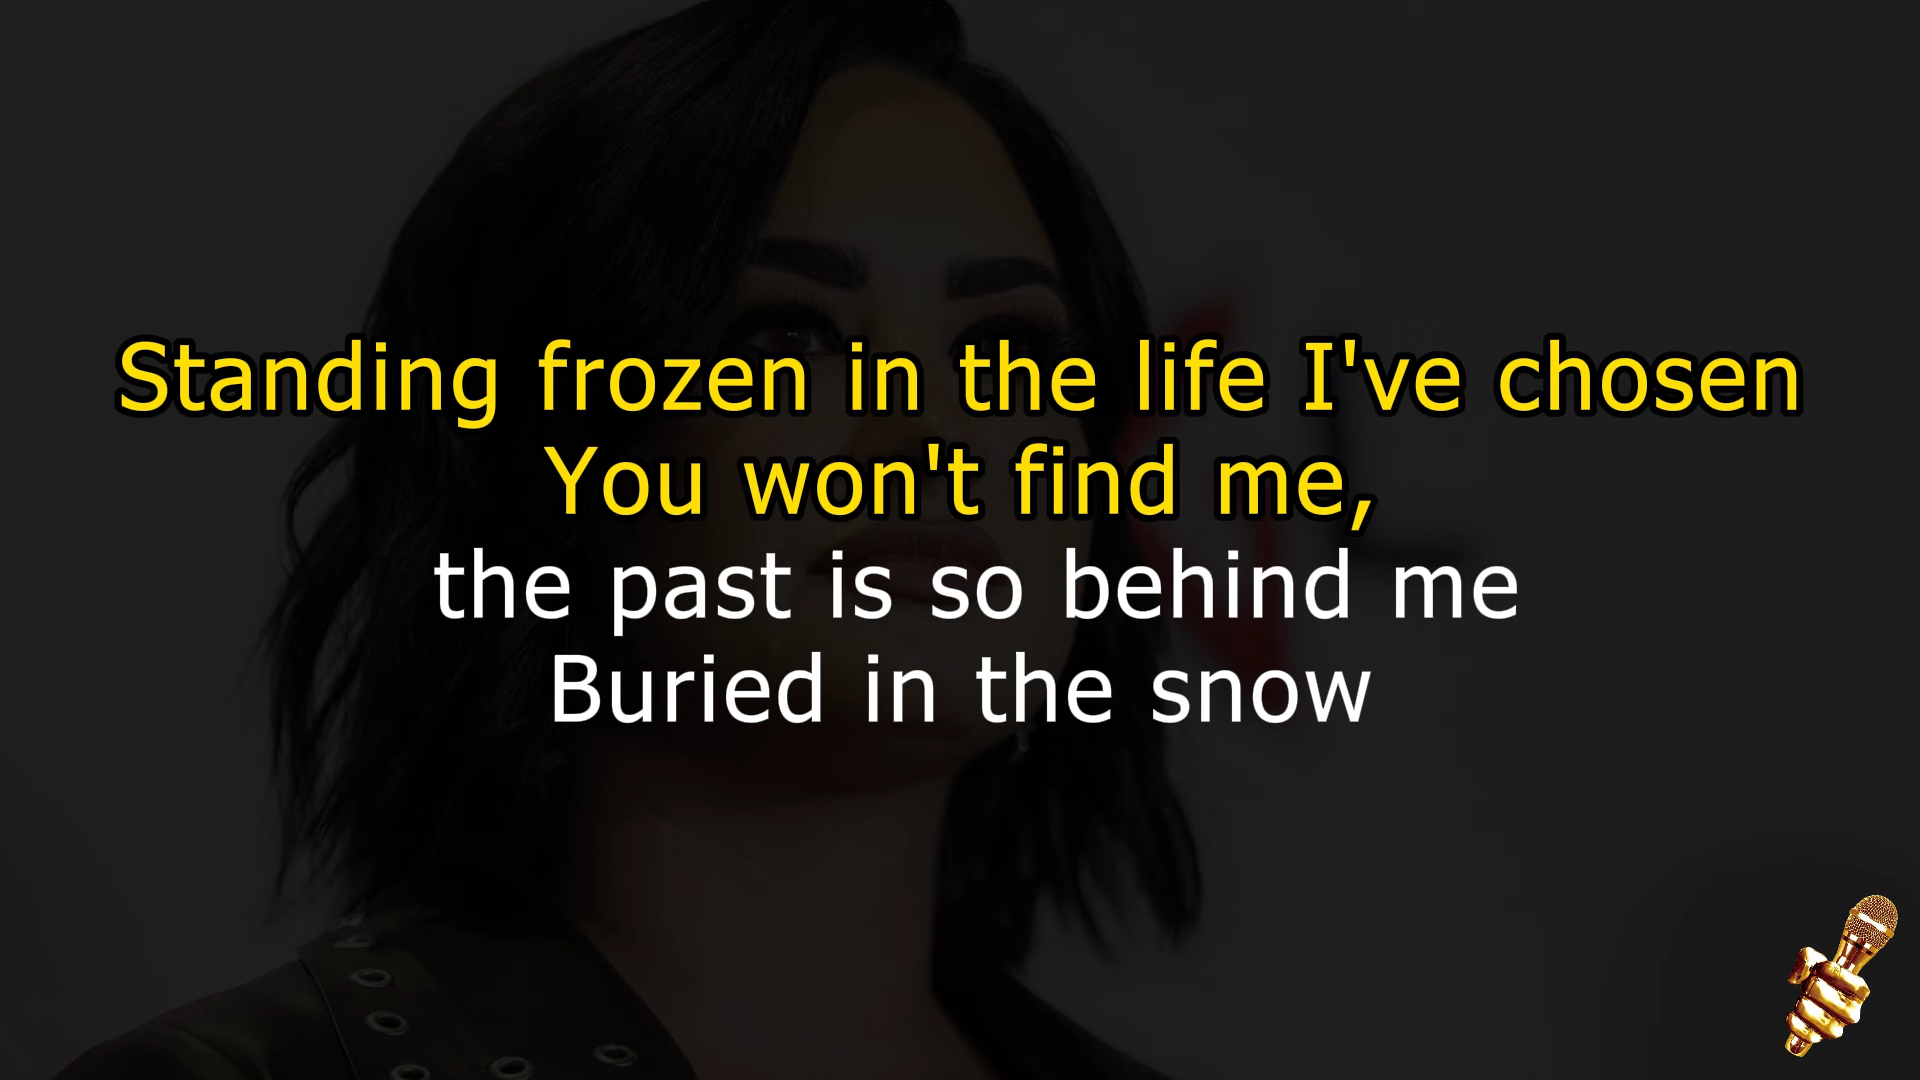 Standing frozen in the life I've chosen
You won't find me,
the past is so behind me
Buried in the snow